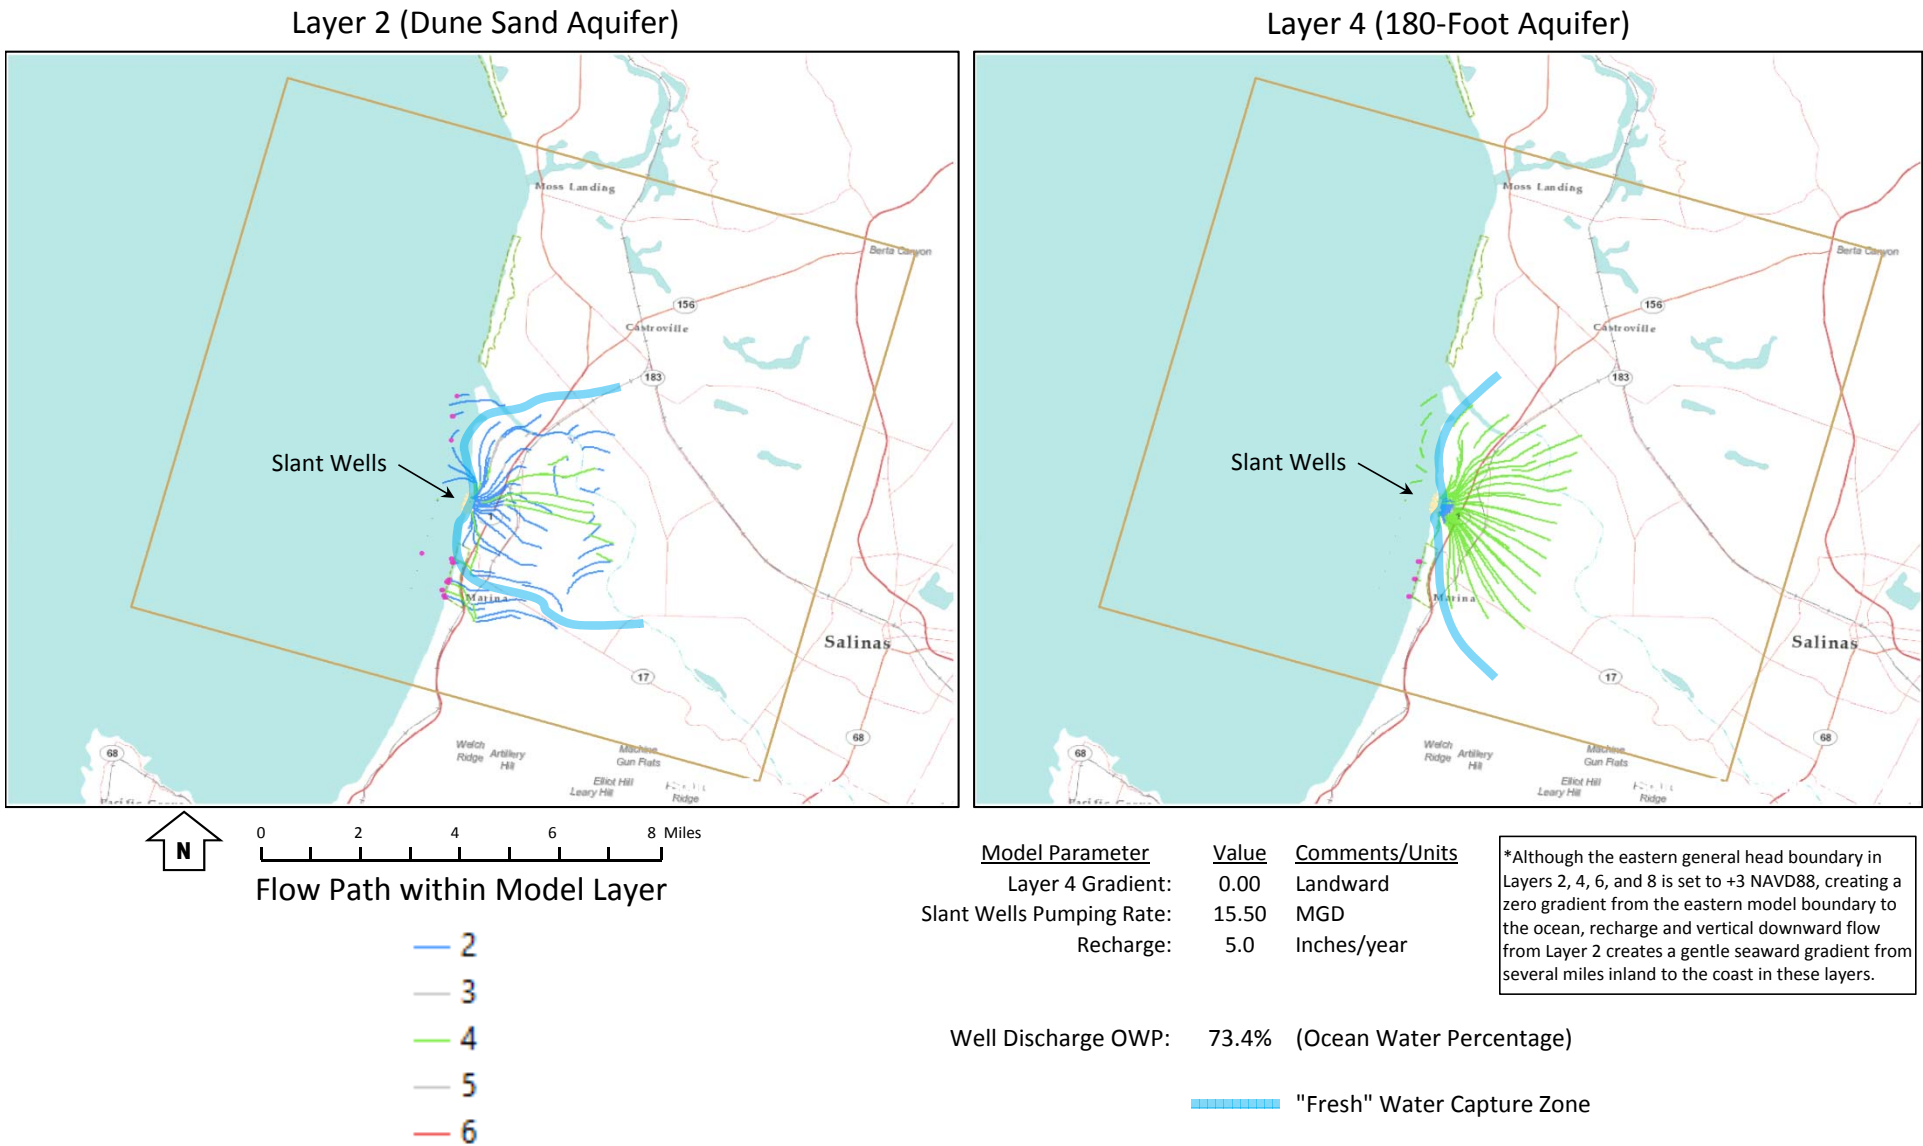 Layer 2 (Dune Sand Aquifer)
Moss Landing
Berta Canyon
156
Castroville
183
Slant Wells
Marina
Salinas
17
68
68
Welch Ridge
Artillery Hill
Machine Gun Flats
Elliot Hill
Leary Hill
Ridge
Layer 4 (180-Foot Aquifer)
Moss Landing
Berta Canyon
156
Castroville
183
Slant Wells
Marina
Salinas
17
68
68
Welch Ridge
Artillery Hill
Machine Gun Flats
Elliot Hill
Leary Hill
Ridge
N
0 2 4 6 8 Miles
Flow Path within Model Layer
2
3
4
5
6
Model Parameter Value Comments/Units
Layer 4 Gradient: 0.00 Landward
Slant Wells Pumping Rate: 15.50 MGD
Recharge: 5.0 Inches/year
*Although the eastern general head boundary in
Layers 2, 4, 6, and 8 is set to +3 NAVD88, creating a
zero gradient from the eastern model boundary to
the ocean, recharge and vertical downward flow
from Layer 2 creates a gentle seaward gradient from
several miles inland to the coast in these layers.
Well Discharge OWP: 73.4% (Ocean Water Percentage)
"Fresh" Water Capture Zone